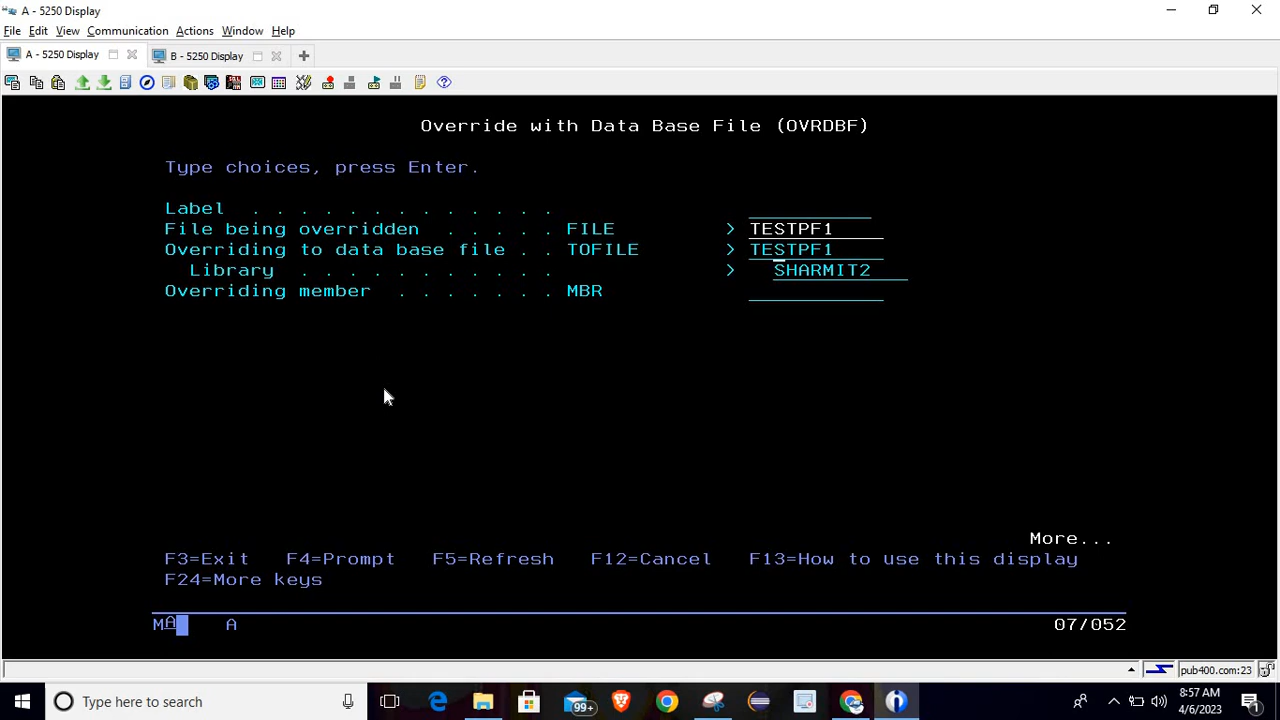 A - 5250 Display
File Edit View Communication Actions Window Help
A - 5250 Display B - 5250 Display
Override with Data Base File (OVRDBF)
Type choices, press Enter.
Label . . . . . . . . . . . . .
File being overridden . . . . . FILE > TESTPF1
Overriding to data base file . . TOFILE > TESTPF1
Library . . . . . . . . . . . > SHARMIT2
Overriding member . . . . . . . MBR
More...
F3=Exit F4=Prompt F5=Refresh F12=Cancel F13=How to use this display
F24=More keys
MA A 07/052
pub400.com:23
Type here to search 99+ 8:57 AM
4/6/2023 1